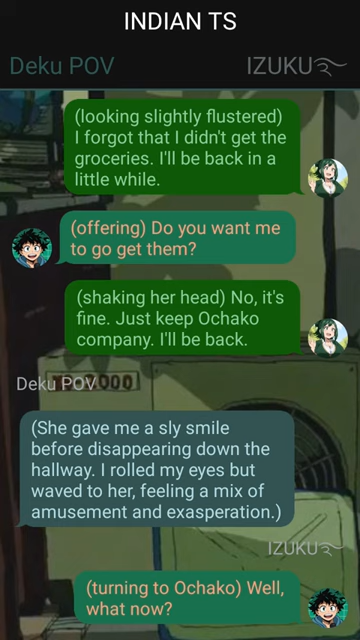 INDIAN TS
Deku POV IZUKU࿐
(looking slightly flustered)
I forgot that I didn't get the
groceries. I'll be back in a
little while.
(offering) Do you want me
to go get them?
(shaking her head) No, it's
fine. Just keep Ochako
company. I'll be back.
Deku POV
(She gave me a sly smile
before disappearing down the
hallway. I rolled my eyes but
waved to her, feeling a mix of
amusement and exasperation.)
IZUKU࿐
(turning to Ochako) Well,
what now?